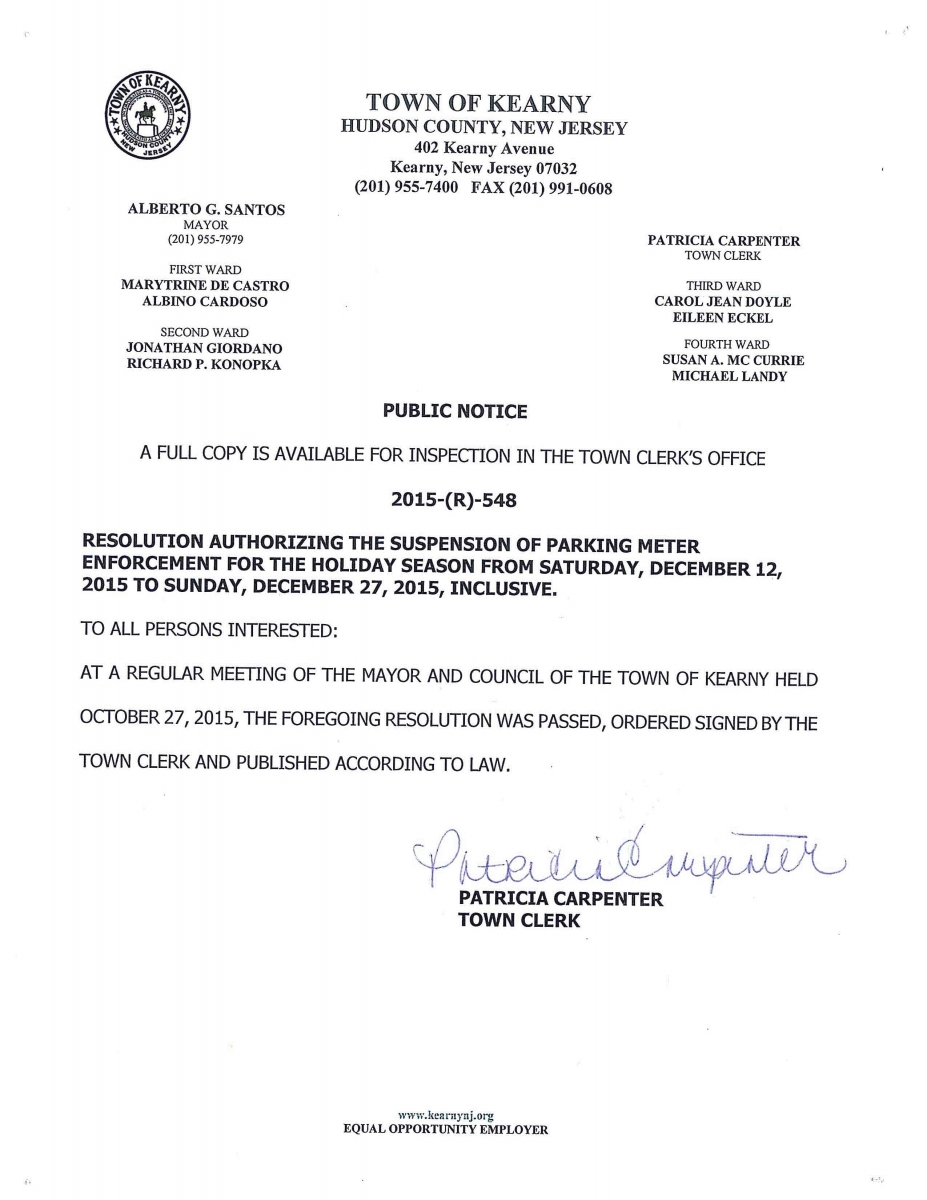 TOWN OF KEARNY
HUDSON COUNTY
NEW JERSEY
TOWN OF KEARNY
HUDSON COUNTY, NEW JERSEY
402 Kearny Avenue
Kearny, New Jersey 07032
(201) 955-7400 FAX (201) 991-0608
ALBERTO G. SANTOS
MAYOR
(201) 955-7979
FIRST WARD
MARYTRINE DE CASTRO
ALBINO CARDOSO
SECOND WARD
JONATHAN GIORDANO
RICHARD P. KONOPKA
PATRICIA CARPENTER
TOWN CLERK
THIRD WARD
CAROL JEAN DOYLE
EILEEN ECKEL
FOURTH WARD
SUSAN A. MC CURRIE
MICHAEL LANDY
PUBLIC NOTICE
A FULL COPY IS AVAILABLE FOR INSPECTION IN THE TOWN CLERK'S OFFICE
2015-(R)-548
RESOLUTION AUTHORIZING THE SUSPENSION OF PARKING METER
ENFORCEMENT FOR THE HOLIDAY SEASON FROM SATURDAY, DECEMBER 12,
2015 TO SUNDAY, DECEMBER 27, 2015, INCLUSIVE.
TO ALL PERSONS INTERESTED:
AT A REGULAR MEETING OF THE MAYOR AND COUNCIL OF THE TOWN OF KEARNY HELD
OCTOBER 27, 2015, THE FOREGOING RESOLUTION WAS PASSED, ORDERED SIGNED BY THE
TOWN CLERK AND PUBLISHED ACCORDING TO LAW.
Patricia Carpenter
PATRICIA CARPENTER
TOWN CLERK
www.kearnynj.org
EQUAL OPPORTUNITY EMPLOYER